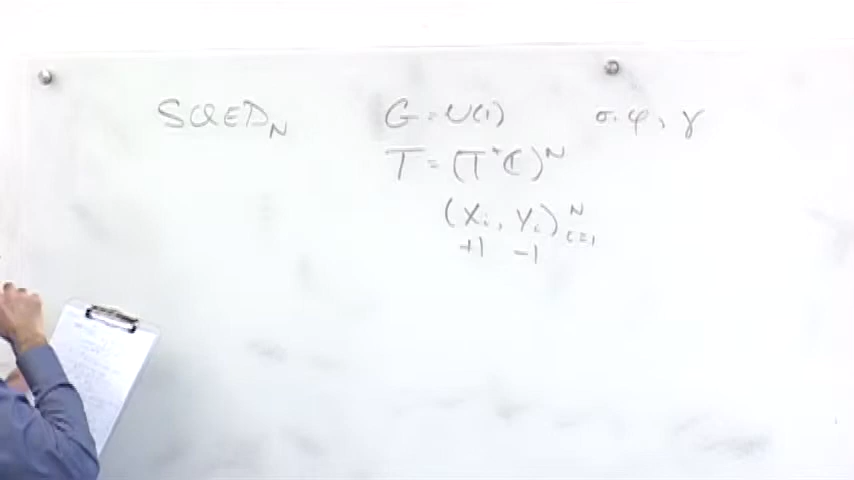 SQED_N G = U(1) σ, φ, γ
T = (T*ℂ)^N
(X_i, Y_i)_{i=1}^N
+1 -1